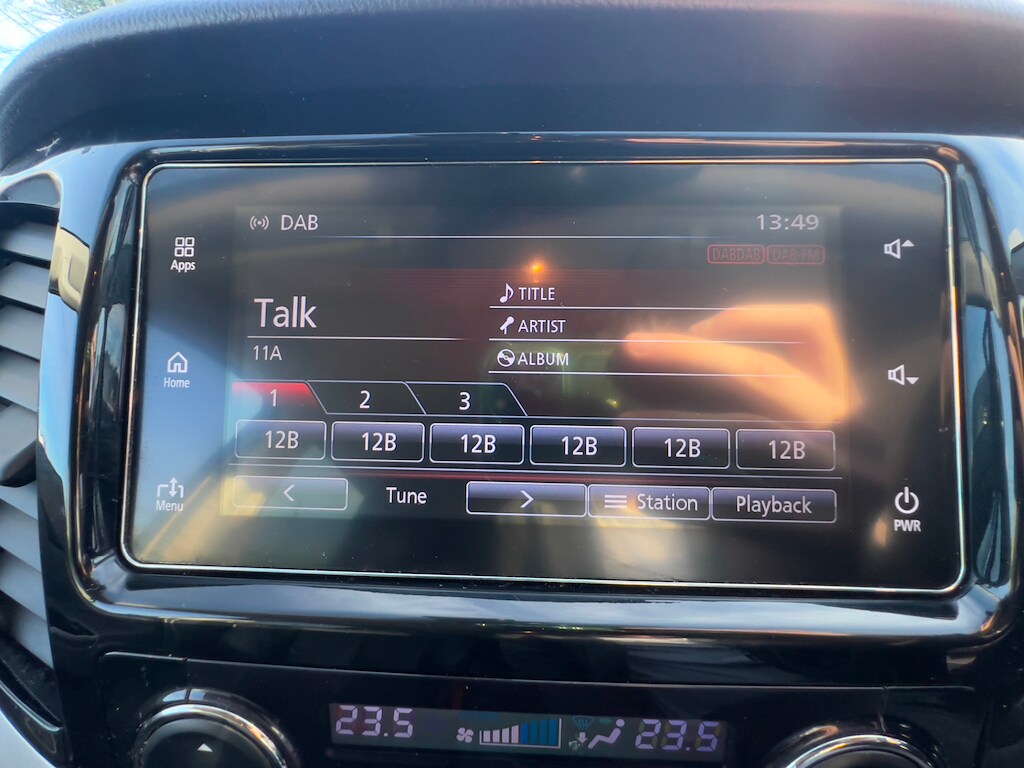 DAB 13:49
Apps
DABDAB DAB-FM
TITLE
Talk
ARTIST
11A
ALBUM
Home
1 2 3
12B 12B 12B 12B 12B 12B
Menu
< Tune > Station Playback
PWR
23.5 23.5